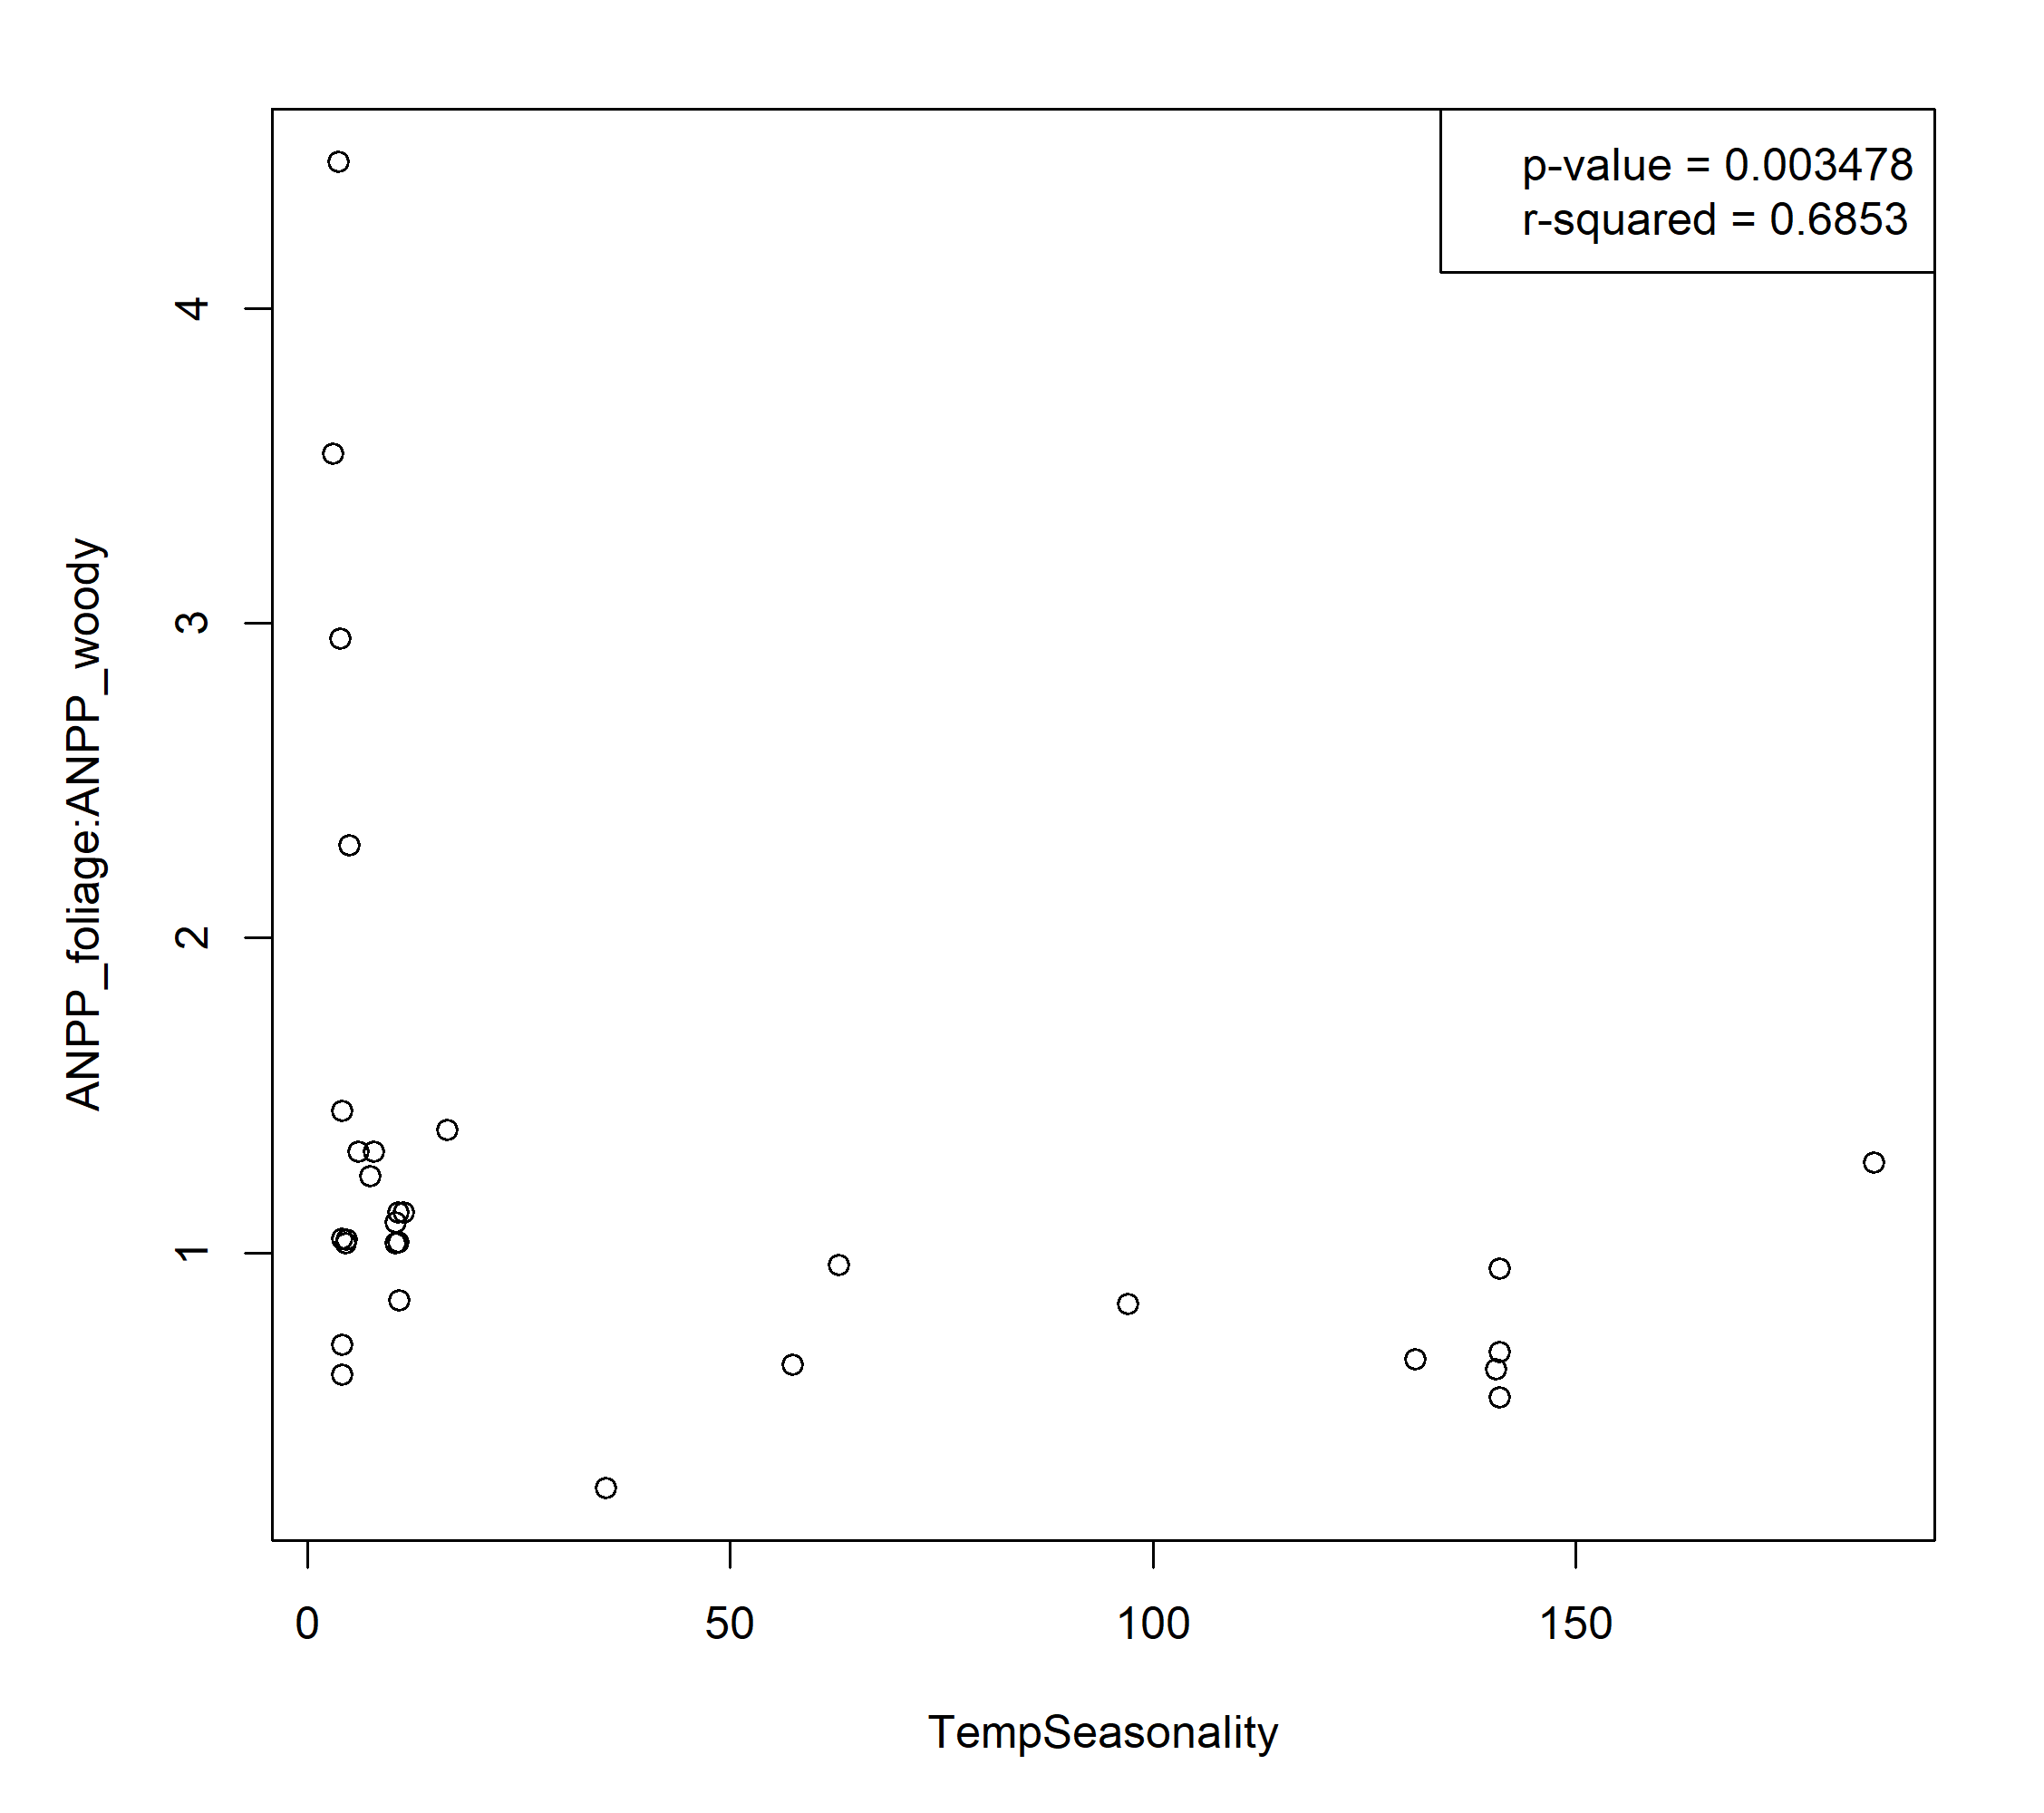 p-value = 0.003478
r-squared = 0.6853
ANPP_foliage:ANPP_woody
4
3
2
1
0 50 100 150
TempSeasonality